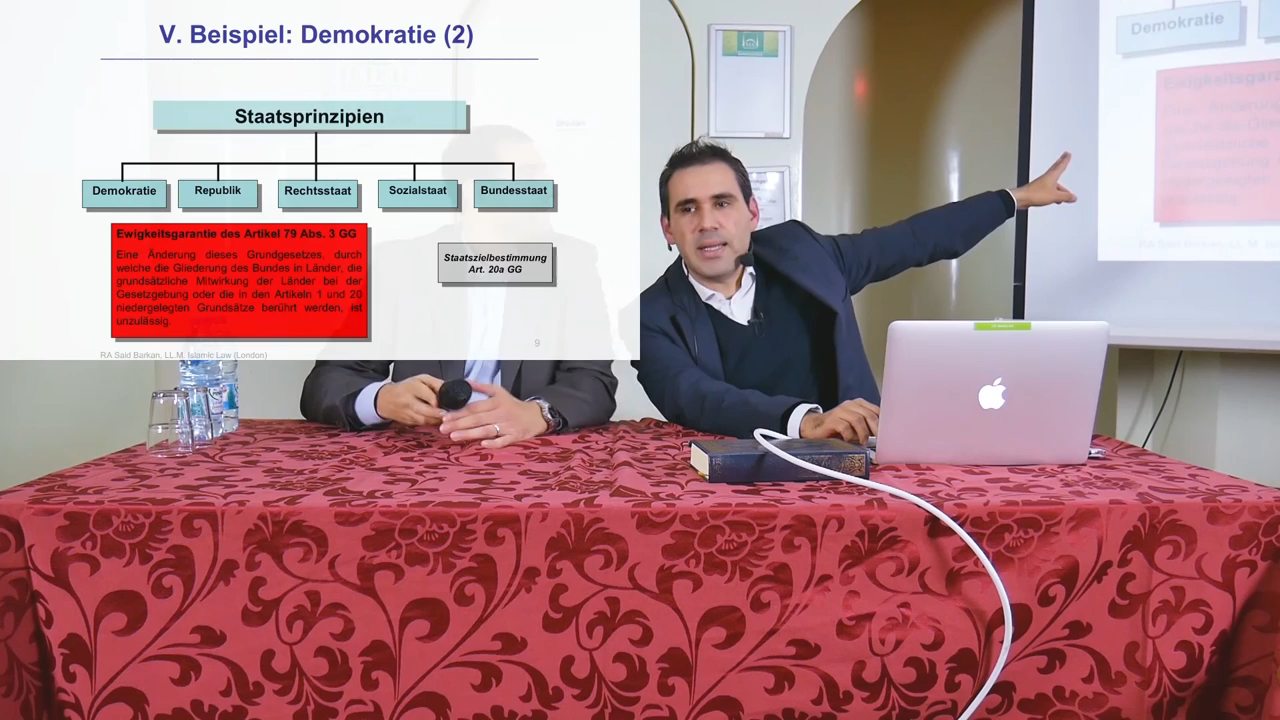 V. Beispiel: Demokratie (2)
Staatsprinzipien
Demokratie
Republik
Rechtsstaat
Sozialstaat
Bundesstaat
Ewigkeitsgarantie des Artikel 79 Abs. 3 GG
Eine Änderung dieses Grundgesetzes, durch
welche die Gliederung des Bundes in Länder, die
grundsätzliche Mitwirkung der Länder bei der
Gesetzgebung oder die in den Artikeln 1 und 20
niedergelegten Grundsätze berührt werden, ist
unzulässig.
Staatszielbestimmung
Art. 20a GG
9
RA Said Barkan, LL.M. Islamic Law (London)
Demokratie